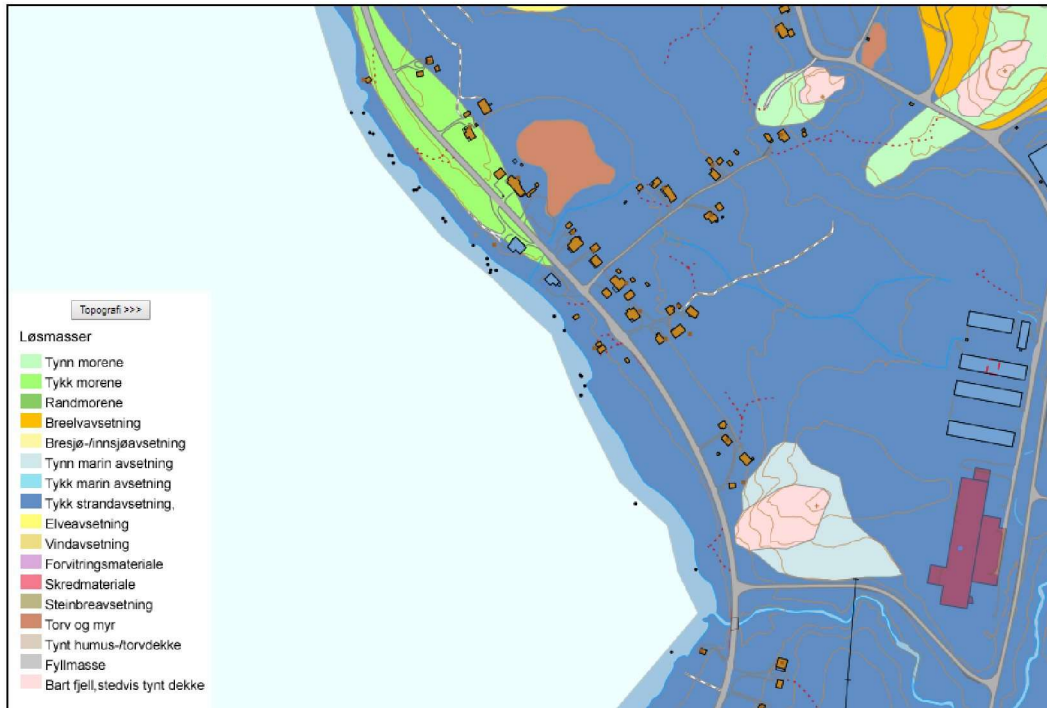 Topografi >>>
Løsmasser
Tynn morene
Tykk morene
Randmorene
Breelvavsetning
Bresjø-/innsjøavsetning
Tynn marin avsetning
Tykk marin avsetning
Tykk strandavsetning,
Elveavsetning
Vindavsetning
Forvitringsmateriale
Skredmateriale
Steinbreavsetning
Torv og myr
Tynt humus-/torvdekke
Fyllmasse
Bart fjell,stedvis tynt dekke